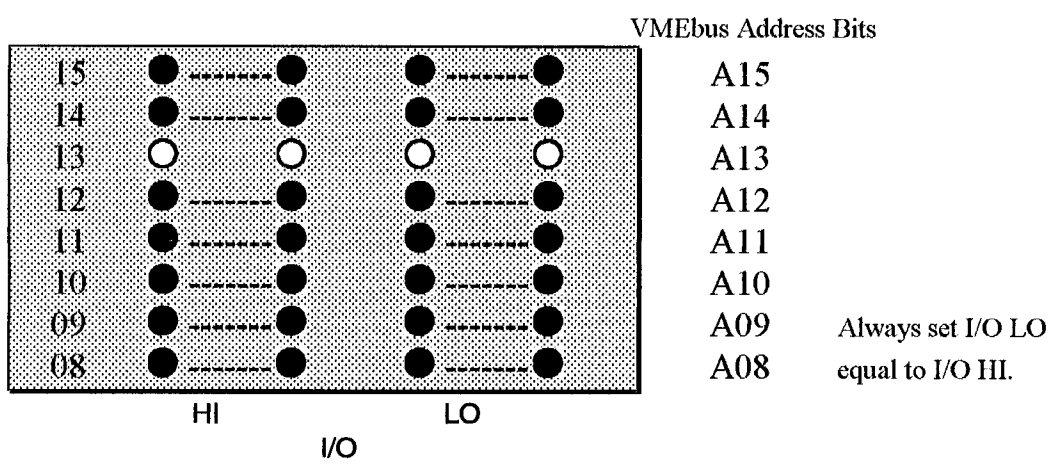 VMEbus Address Bits
15 A15
14 A14
13 A13
12 A12
11 A11
10 A10
09 A09 Always set I/O LO
08 A08 equal to I/O HI.
HI LO
I/O